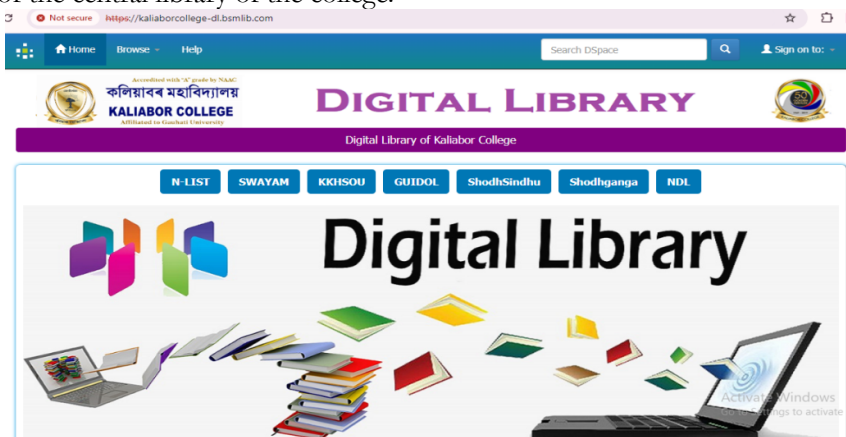 of the central library of the college.
Not secure https://kaliaborcollege-dl.bsmlib.com
Home Browse Help Search DSpace Sign on to:
Accredited with 'A' grade by NAAC
কলিয়াবৰ মহাবিদ্যালয়
KALIABOR COLLEGE
Affiliated to Gauhati University
DIGITAL LIBRARY
50
Digital Library of Kaliabor College
N-LIST SWAYAM KKHSOU GUIDOL ShodhSindhu Shodhganga NDL
Digital Library
Activate Windows
Go to Settings to activate